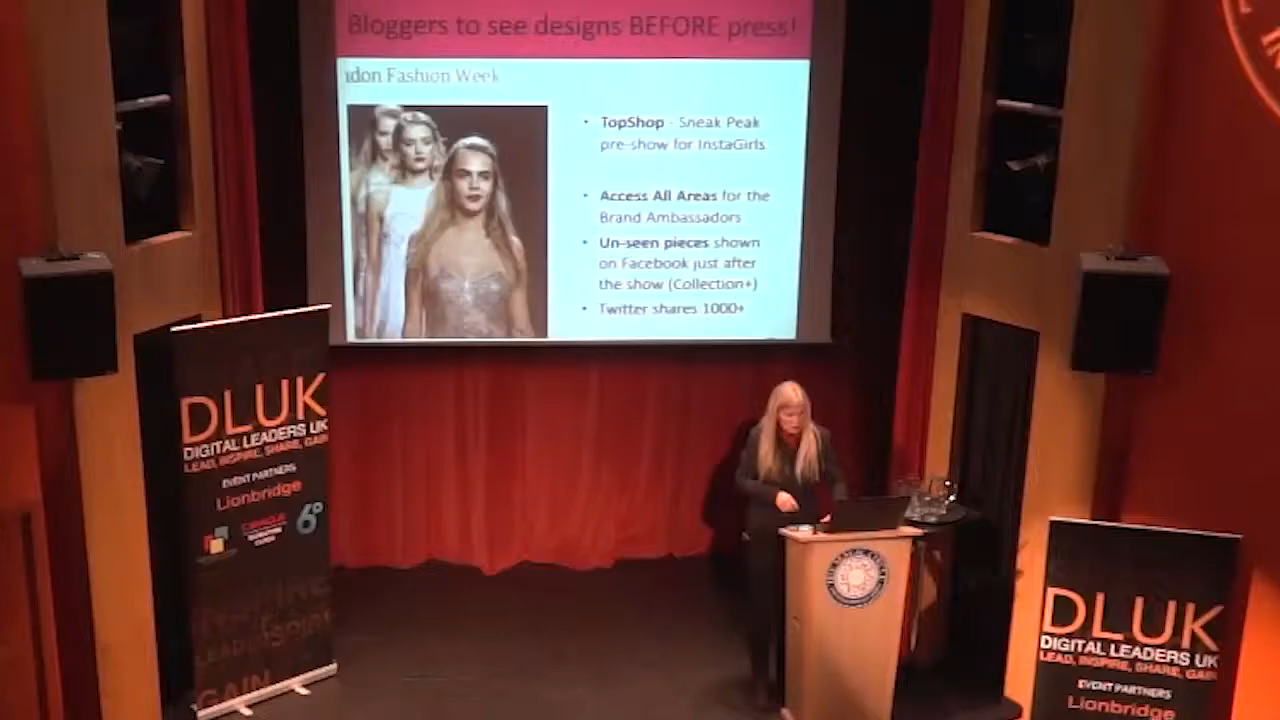 Bloggers to see designs BEFORE press!
ndon Fashion Week
• TopShop - Sneak Peak
pre-show for InstaGirls
• Access All Areas for the
Brand Ambassadors
• Un-seen pieces shown
on Facebook just after
the show (Collection+)
• Twitter shares 1000+
DLUK
DIGITAL LEADERS UK
LEAD, INSPIRE, SHARE, GAIN
EVENT PARTNERS
Lionbridge
ORACLE
6°
GAIN
DLUK
DIGITAL LEADERS UK
LEAD, INSPIRE, SHARE, GAIN
EVENT PARTNERS
Lionbridge